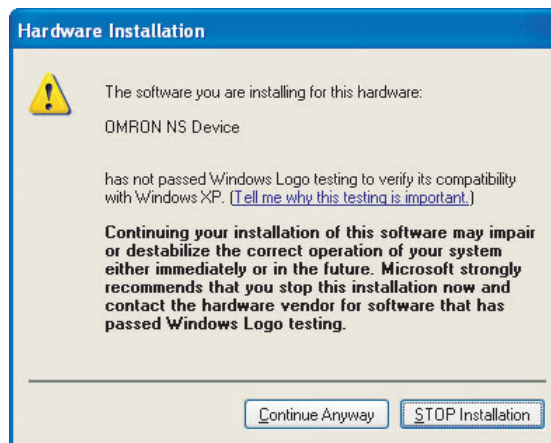 Hardware Installation
The software you are installing for this hardware:
OMRON NS Device
has not passed Windows Logo testing to verify its compatibility
with Windows XP. (Tell me why this testing is important.)
Continuing your installation of this software may impair
or destabilize the correct operation of your system
either immediately or in the future. Microsoft strongly
recommends that you stop this installation now and
contact the hardware vendor for software that has
passed Windows Logo testing.
Continue Anyway STOP Installation